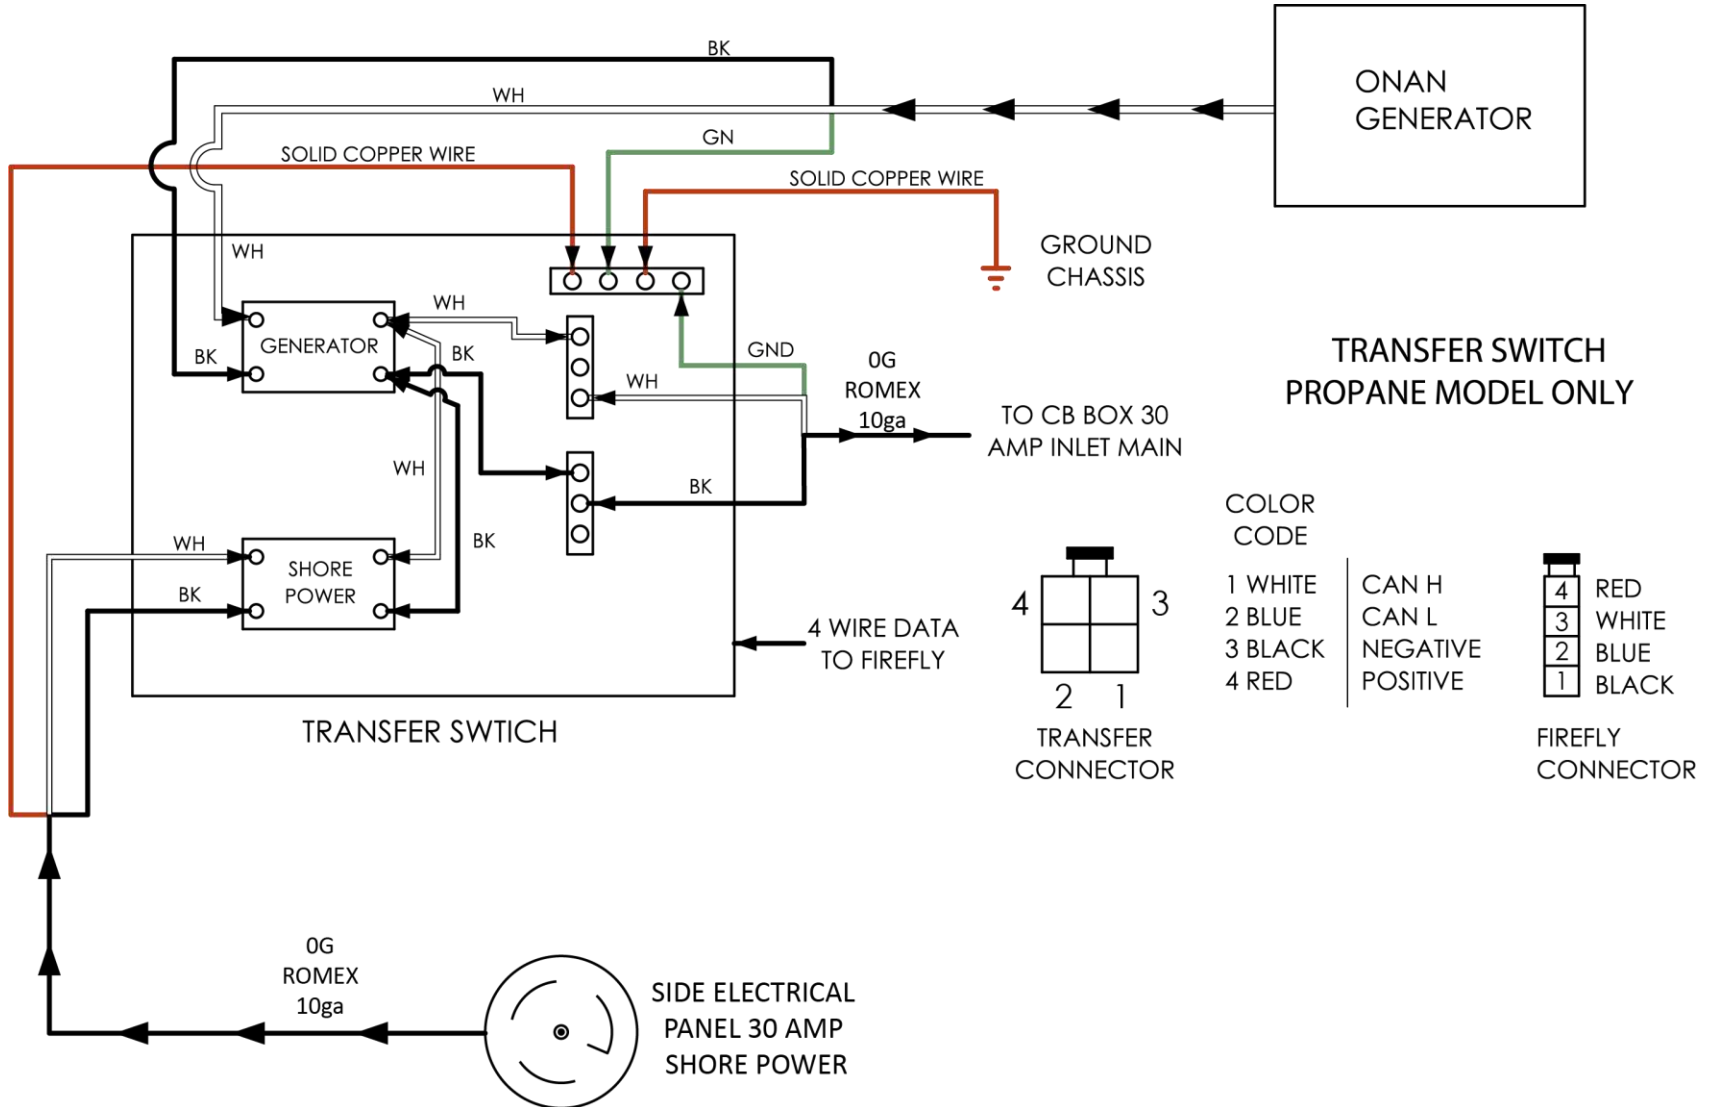 BK
WH
ONAN
GENERATOR
GN
SOLID COPPER WIRE
SOLID COPPER WIRE
WH
GROUND
CHASSIS
WH
GENERATOR
BK
BK
GND
WH
0G
ROMEX
10ga
TRANSFER SWITCH
PROPANE MODEL ONLY
TO CB BOX 30
AMP INLET MAIN
WH
BK
BK
WH
SHORE
POWER
BK
4 WIRE DATA
TO FIREFLY
TRANSFER SWTICH
4
3
2
1
TRANSFER
CONNECTOR
COLOR
CODE
1 WHITE CAN H
2 BLUE CAN L
3 BLACK NEGATIVE
4 RED POSITIVE
4 RED
3 WHITE
2 BLUE
1 BLACK
FIREFLY
CONNECTOR
0G
ROMEX
10ga
SIDE ELECTRICAL
PANEL 30 AMP
SHORE POWER